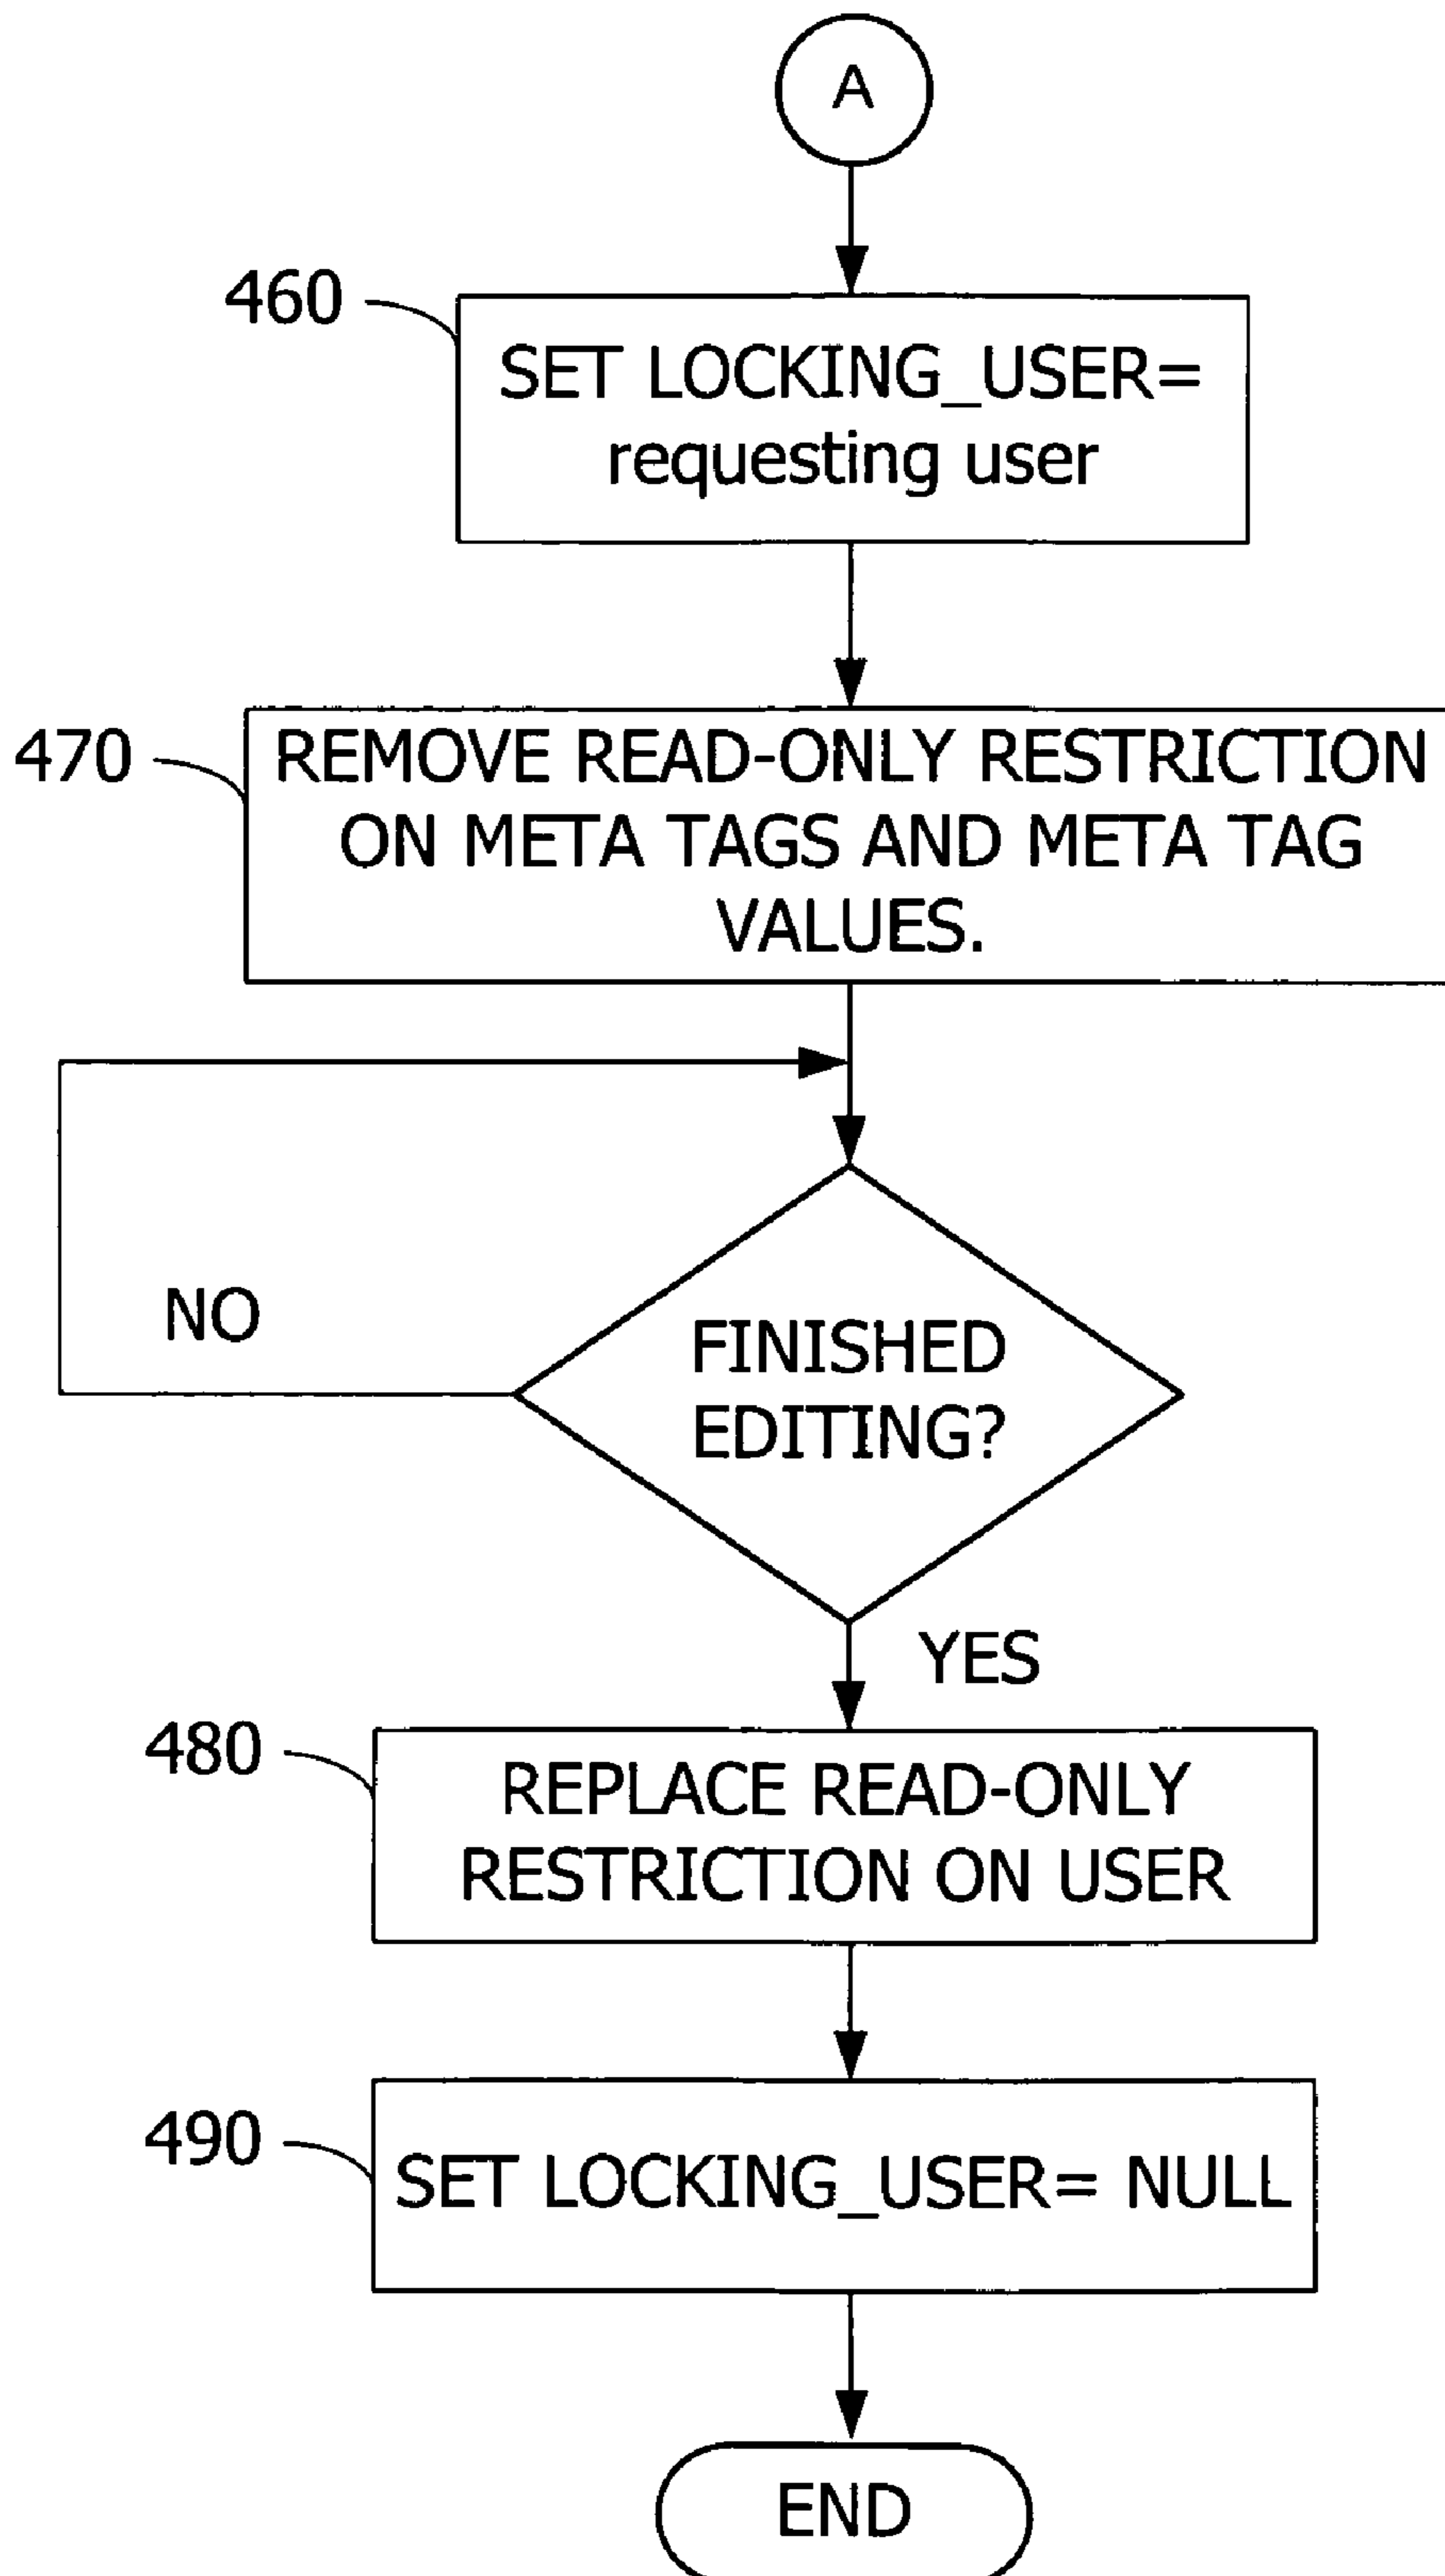 A
460
SET LOCKING_USER=
requesting user
470
REMOVE READ-ONLY RESTRICTION
ON META TAGS AND META TAG
VALUES.
NO
FINISHED
EDITING?
YES
480
REPLACE READ-ONLY
RESTRICTION ON USER
490
SET LOCKING_USER= NULL
END